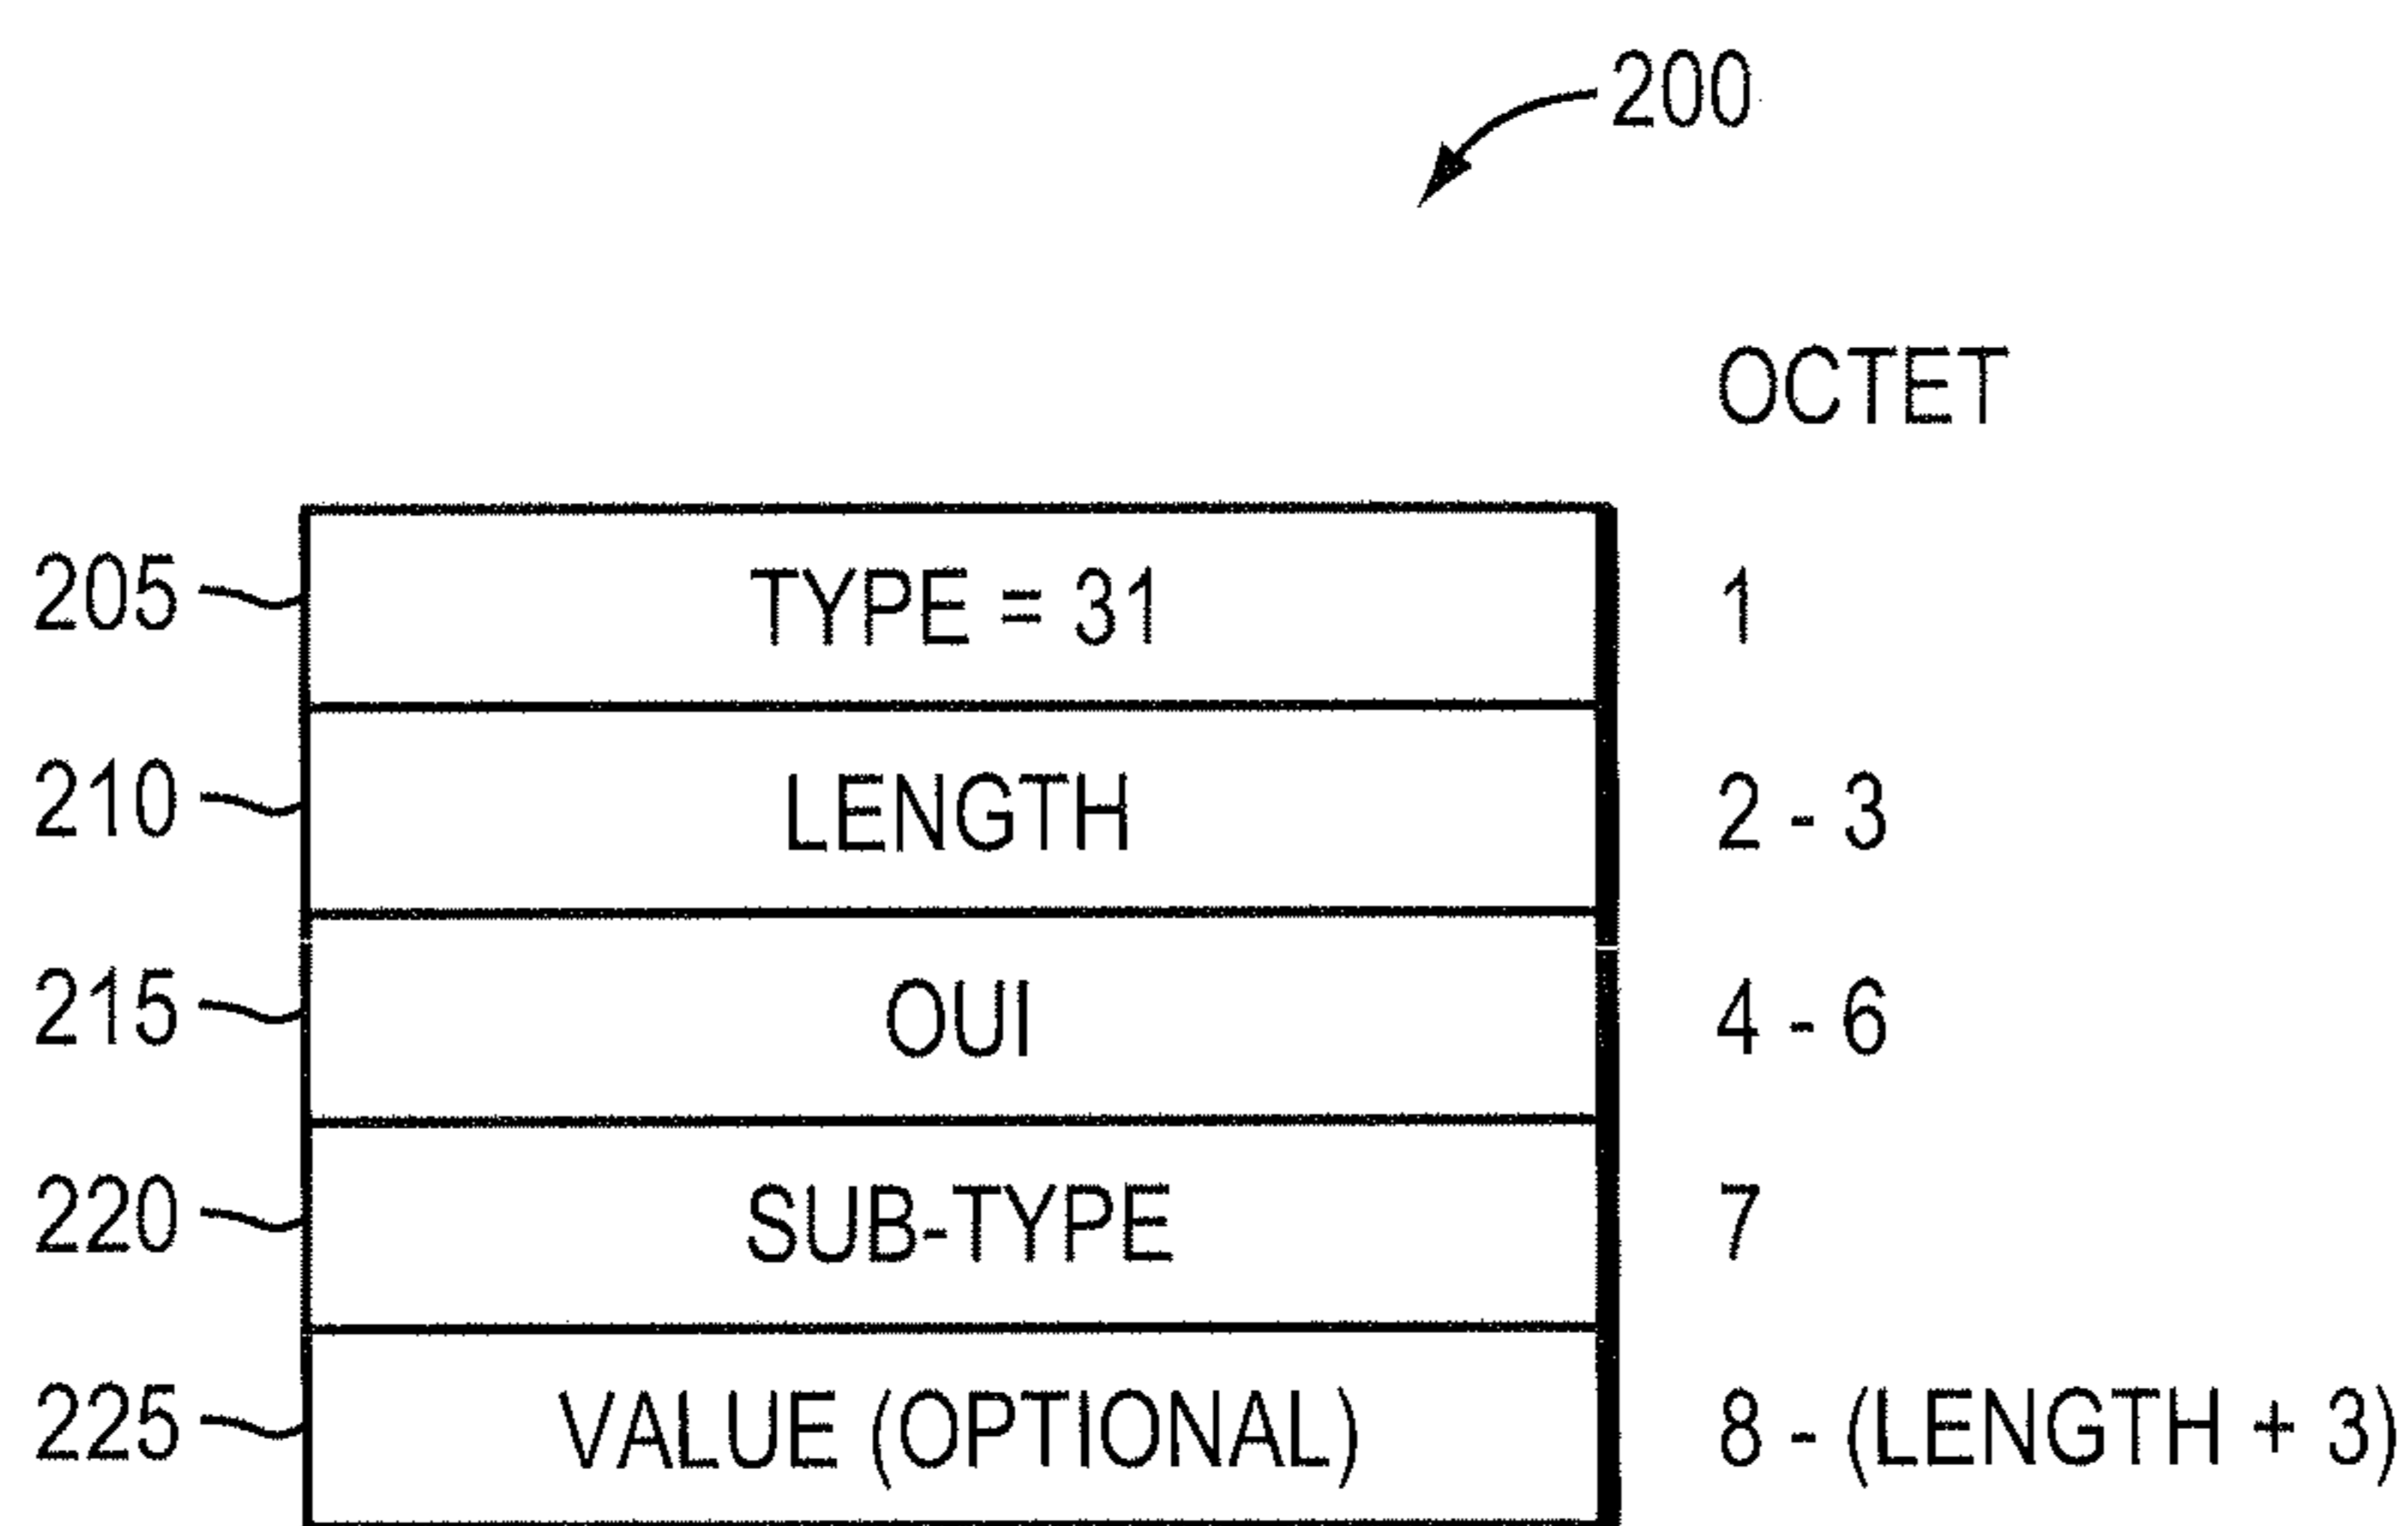 200
OCTET
205 TYPE = 31 1
210 LENGTH 2 - 3
215 OUI 4 - 6
220 SUB-TYPE 7
225 VALUE (OPTIONAL) 8 - (LENGTH + 3)